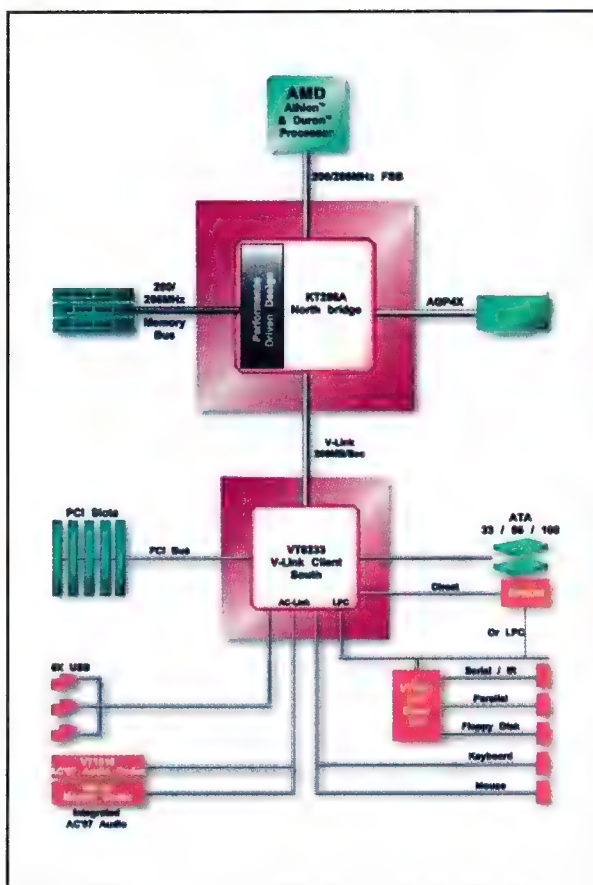 AMD
Athlon™
& Duron™
Processor
200/266MHz FSB
200/
266MHz
Memory
Bus
Performance
Driven Design
KT266A
North bridge
AGP4X
V-Link
266MB/Sec
PCI Slots
PCI Bus
VT8233
V-Link Client
South
AC-Link
LPC
ATA
33 / 66 / 100
Direct
Or LPC
6X USB
Serial / IR
Parallel
Floppy Disk
Keyboard
Mouse
Integrated
AC'97 Audio